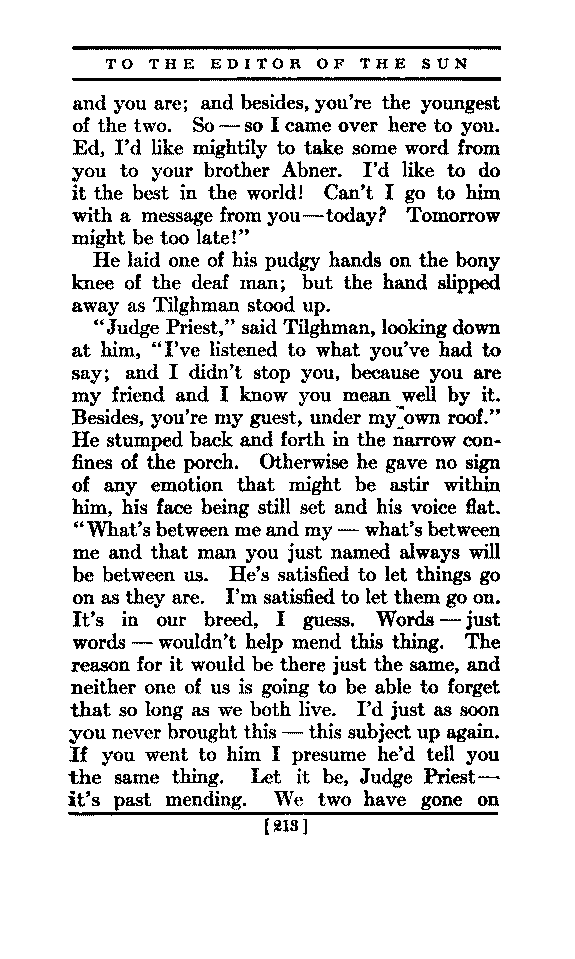 TO THE EDITOR OF THE SUN
and you are; and besides, you're the youngest
of the two. So — so I came over here to you.
Ed, I'd like mightily to take some word from
you to your brother Abner. I'd like to do
it the best in the world! Can't I go to him
with a message from you—today? Tomorrow
might be too late!"
He laid one of his pudgy hands on the bony
knee of the deaf man; but the hand slipped
away as Tilghman stood up.
"Judge Priest," said Tilghman, looking down
at him, "I've listened to what you've had to
say; and I didn't stop you, because you are
my friend and I know you mean well by it.
Besides, you're my guest, under my own roof."
He stumped back and forth in the narrow con-
fines of the porch. Otherwise he gave no sign
of any emotion that might be astir within
him, his face being still set and his voice flat.
"What's between me and my — what's between
me and that man you just named always will
be between us. He's satisfied to let things go
on as they are. I'm satisfied to let them go on.
It's in our breed, I guess. Words — just
words — wouldn't help mend this thing. The
reason for it would be there just the same, and
neither one of us is going to be able to forget
that so long as we both live. I'd just as soon
you never brought this — this subject up again.
If you went to him I presume he'd tell you
the same thing. Let it be, Judge Priest—
it's past mending. We two have gone on
[213]